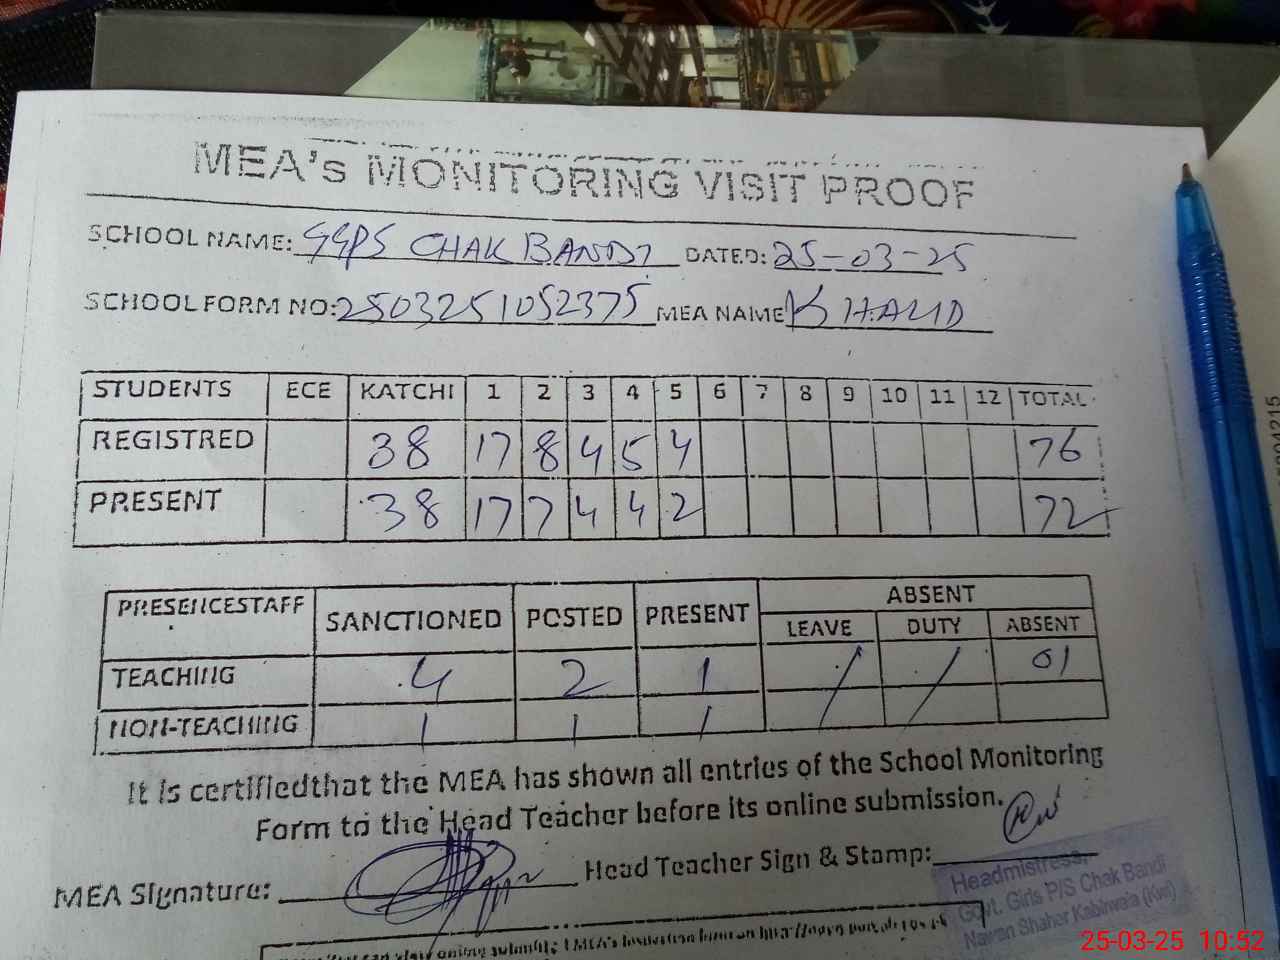 MEA's MONITORING VISIT PROOF
SCHOOL NAME: GGPS CHAK BANDI DATED: 25-03-25
SCHOOL FORM NO: 2503251052375 MEA NAME KHALID
STUDENTS ECE KATCHI 1 2 3 4 5 6 7 8 9 10 11 12 TOTAL
REGISTRED 38 17 8 4 5 4 76
PRESENT 38 17 7 4 4 2 72
PRESENCESTAFF SANCTIONED POSTED PRESENT ABSENT
LEAVE DUTY ABSENT
TEACHING 4 2 1 / / 01
NON-TEACHING 1 1 1
It is certifiedthat the MEA has shown all entries of the School Monitoring
Form to the Head Teacher before its online submission.
MEA Signature: Head Teacher Sign & Stamp:
Headmistress,
Govt. Girls P/S Chak Bandi
Nawan Shaher Kabirwala (Kwl)
25-03-25 10:52